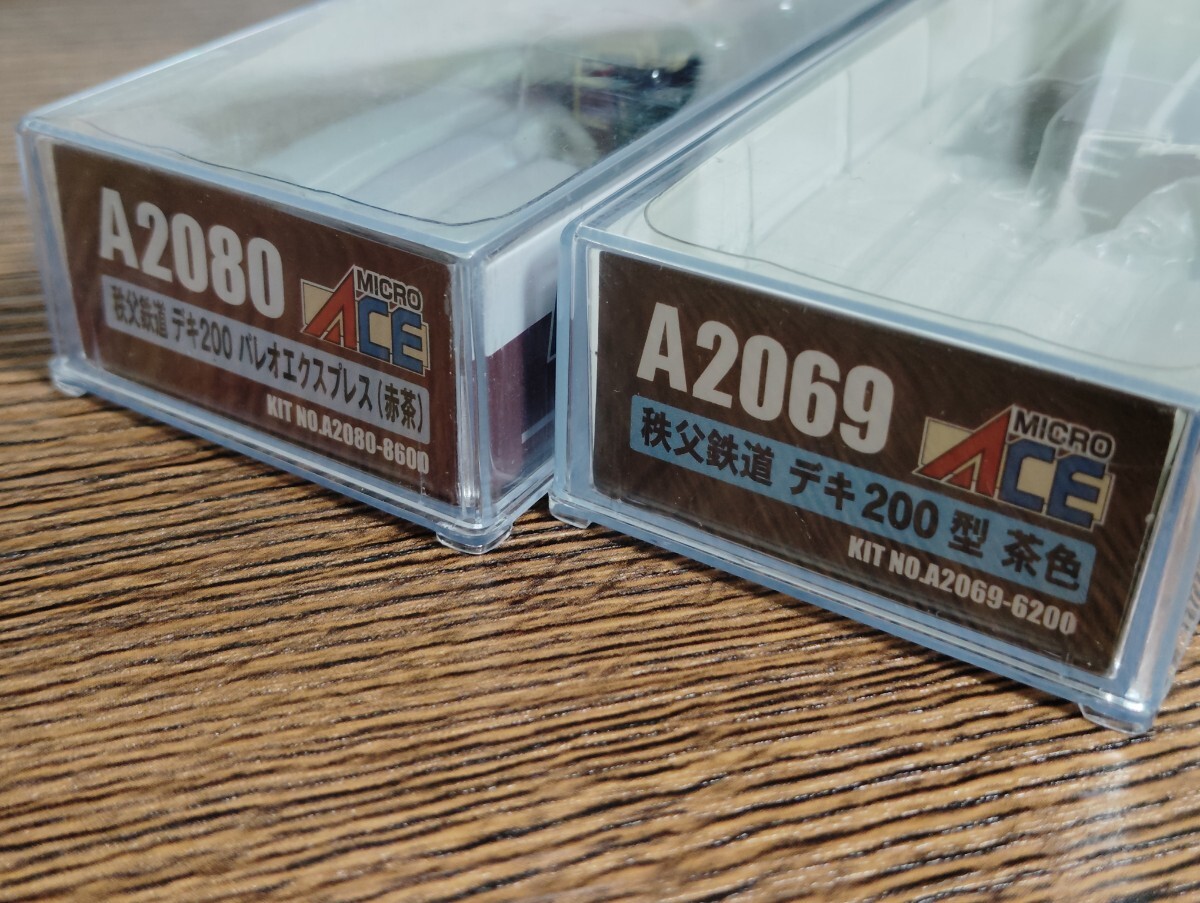 A2080
MICRO
ACE
秩父鉄道 デキ200 パレオエクスプレス(赤茶)
KIT NO.A2080-8600
A2069
MICRO
ACE
秩父鉄道 デキ200型 茶色
KIT NO.A2069-6200